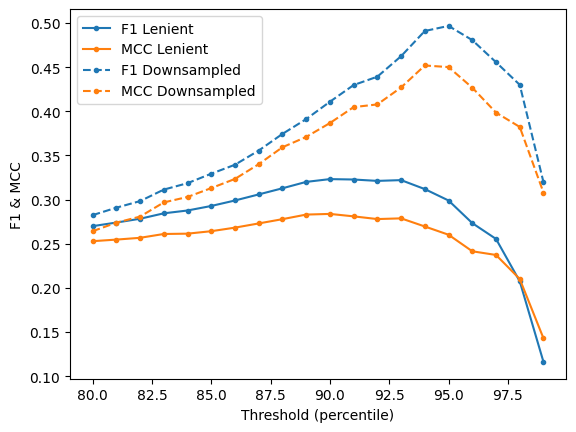 F1 Lenient
MCC Lenient
F1 Downsampled
MCC Downsampled
0.50
0.45
0.40
0.35
0.30
0.25
0.20
0.15
0.10
F1 & MCC
80.0 82.5 85.0 87.5 90.0 92.5 95.0 97.5
Threshold (percentile)